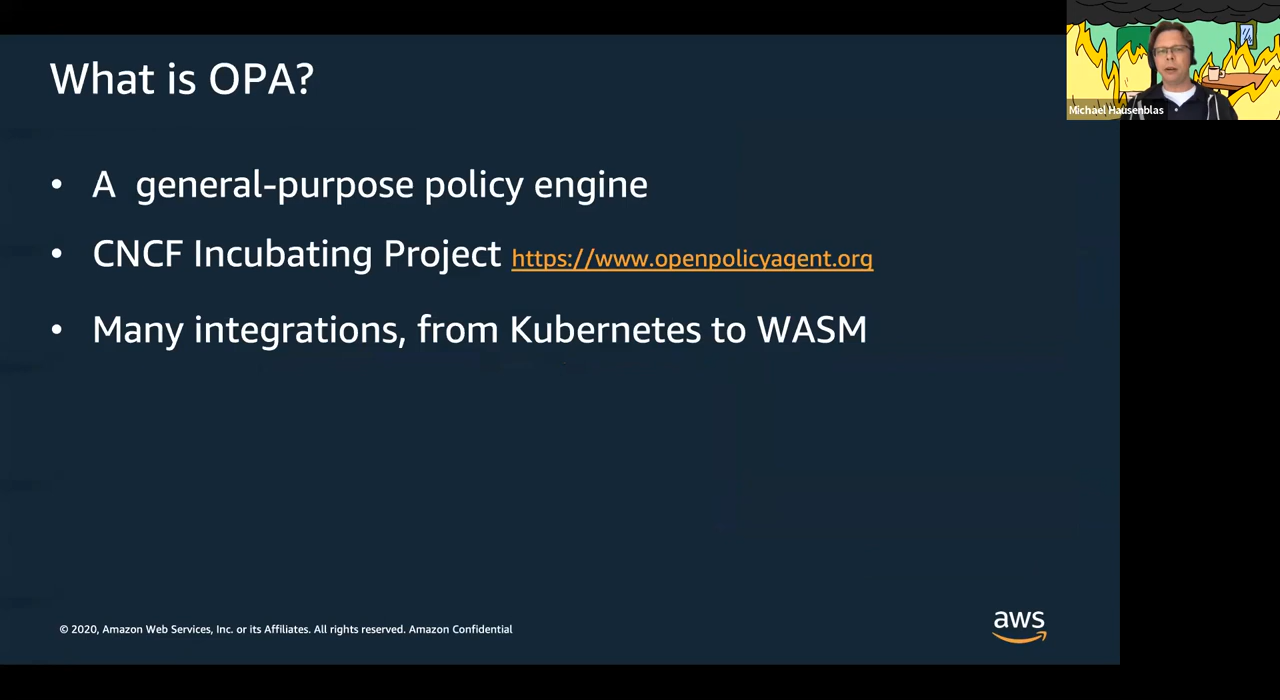 What is OPA?
• A general-purpose policy engine
• CNCF Incubating Project https://www.openpolicyagent.org
• Many integrations, from Kubernetes to WASM
© 2020, Amazon Web Services, Inc. or its Affiliates. All rights reserved. Amazon Confidential
aws
Michael Hausenblas